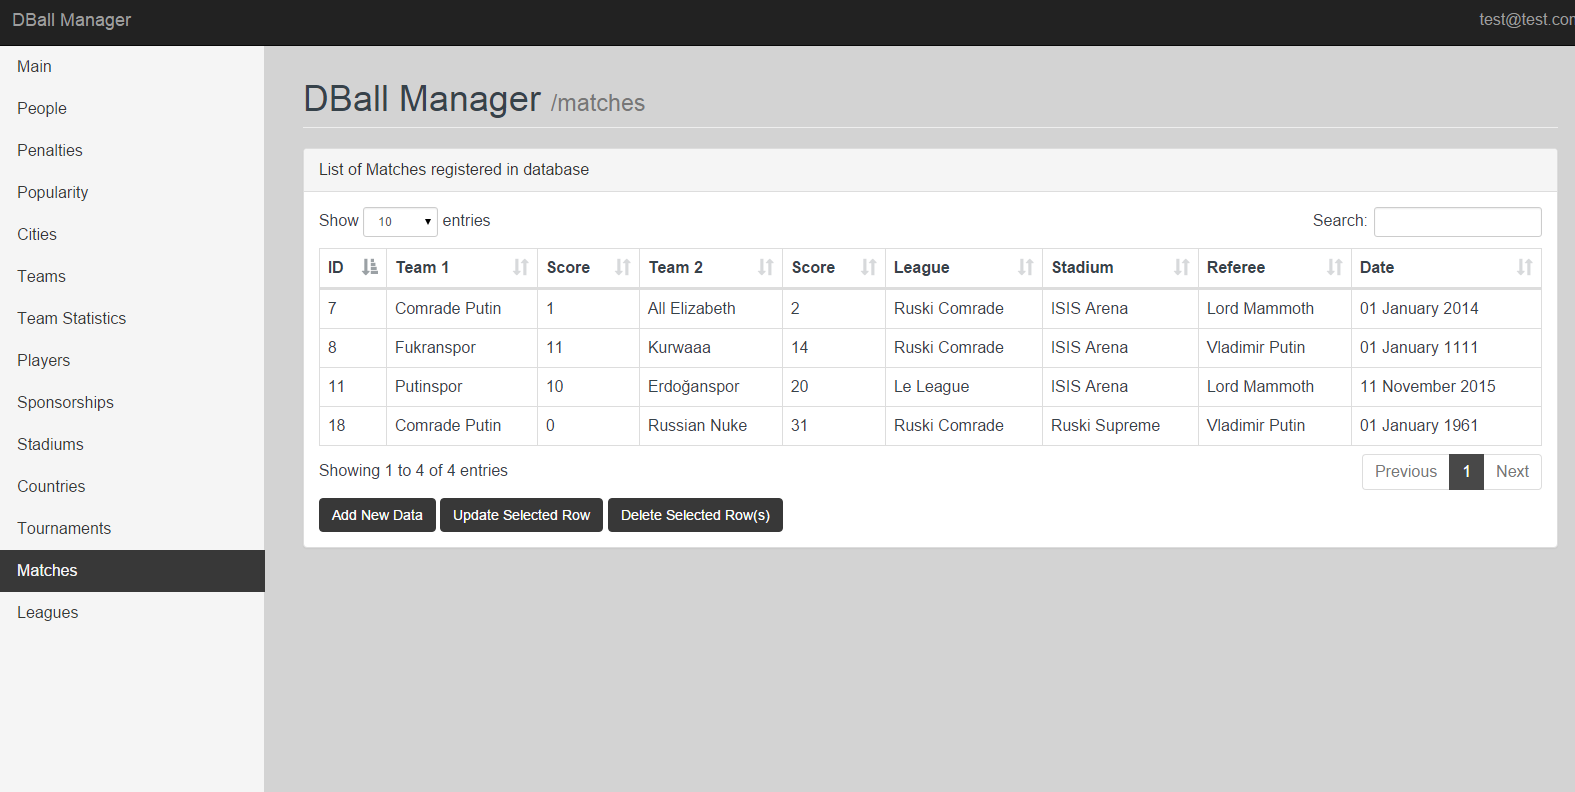 DBall Manager test@test.com
Main
People
Penalties
Popularity
Cities
Teams
Team Statistics
Players
Sponsorships
Stadiums
Countries
Tournaments
Matches
Leagues
DBall Manager /matches
List of Matches registered in database
Show 10 entries Search:
ID Team 1 Score Team 2 Score League Stadium Referee Date
7 Comrade Putin 1 All Elizabeth 2 Ruski Comrade ISIS Arena Lord Mammoth 01 January 2014
8 Fukranspor 11 Kurwaaa 14 Ruski Comrade ISIS Arena Vladimir Putin 01 January 1111
11 Putinspor 10 Erdoğanspor 20 Le League ISIS Arena Lord Mammoth 11 November 2015
18 Comrade Putin 0 Russian Nuke 31 Ruski Comrade Ruski Supreme Vladimir Putin 01 January 1961
Showing 1 to 4 of 4 entries Previous 1 Next
Add New Data Update Selected Row Delete Selected Row(s)